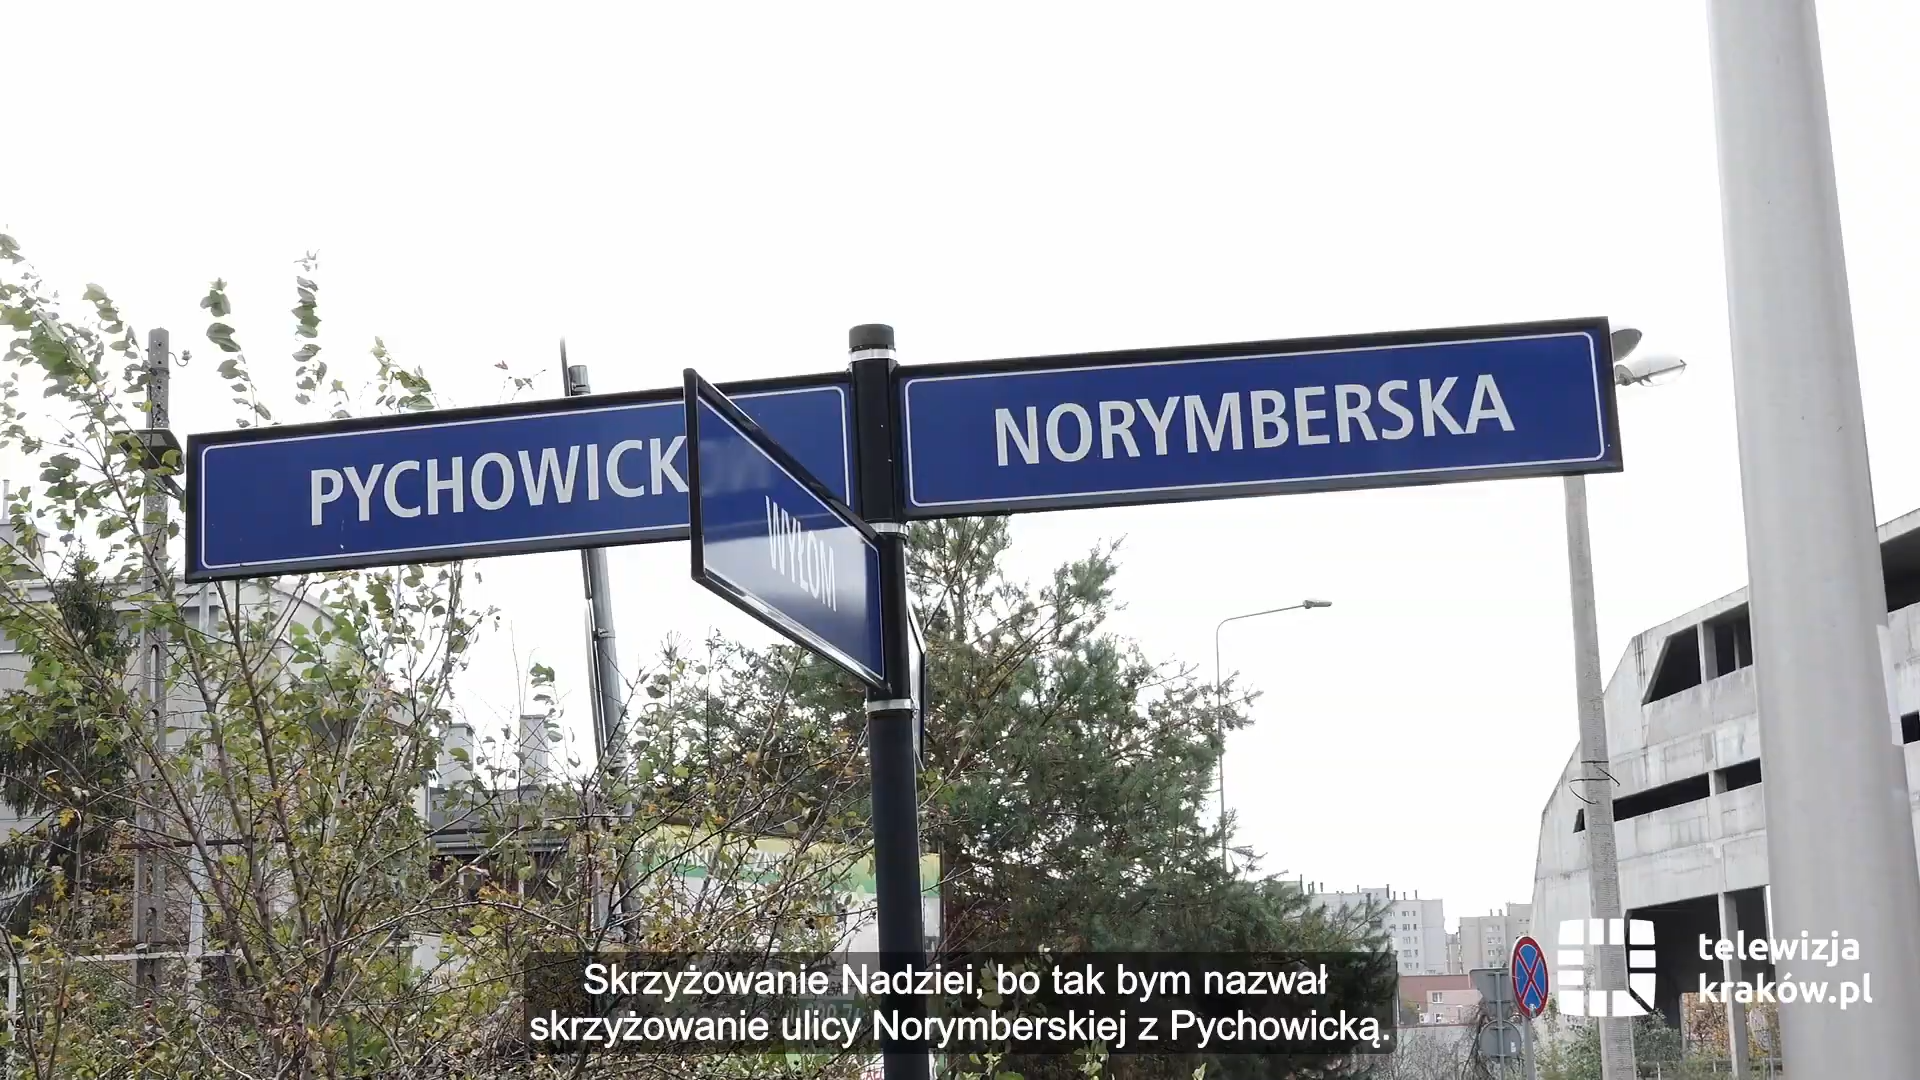 PYCHOWICK
NORYMBERSKA
WYŁOM
telewizja
kraków.pl
Skrzyżowanie Nadziei, bo tak bym nazwał
skrzyżowanie ulicy Norymberskiej z Pychowicką.